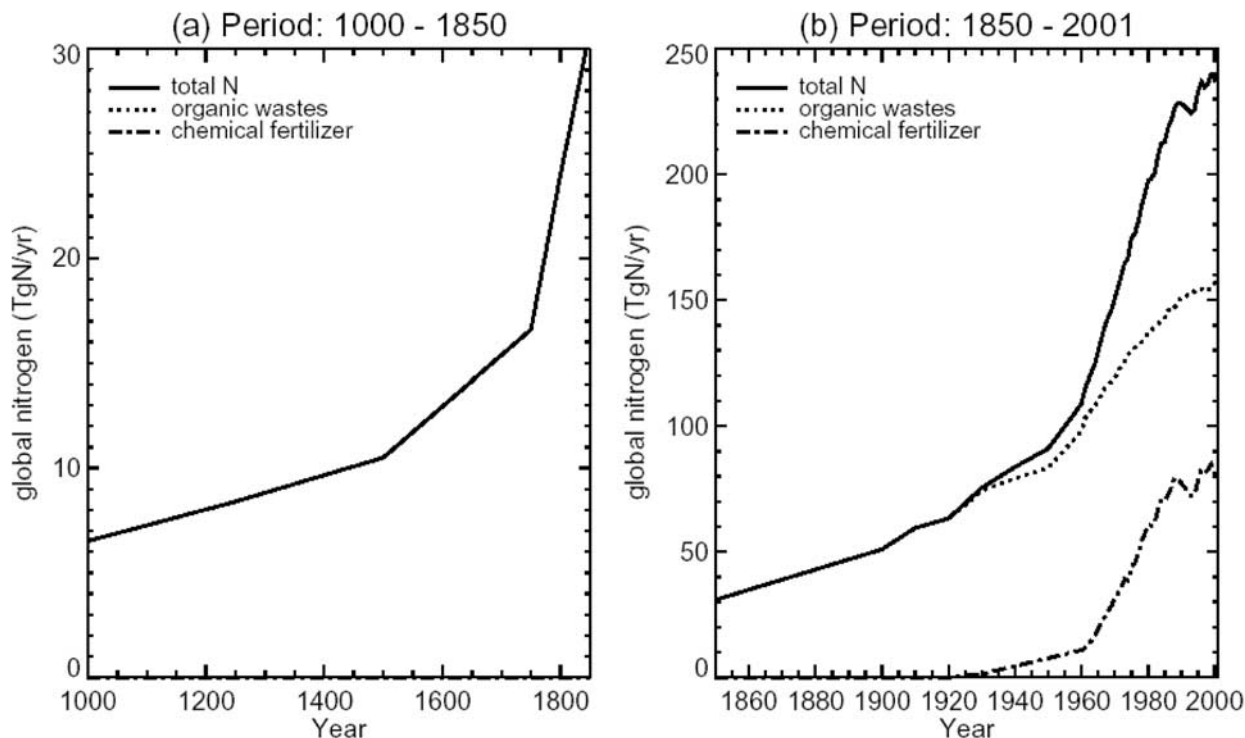 (a) Period: 1000 - 1850
30
20
10
0
global nitrogen (TgN/yr)
total N
organic wastes
chemical fertilizer
1000 1200 1400 1600 1800
Year
(b) Period: 1850 - 2001
250
200
150
100
50
0
global nitrogen (TgN/yr)
total N
organic wastes
chemical fertilizer
1860 1880 1900 1920 1940 1960 1980 2000
Year